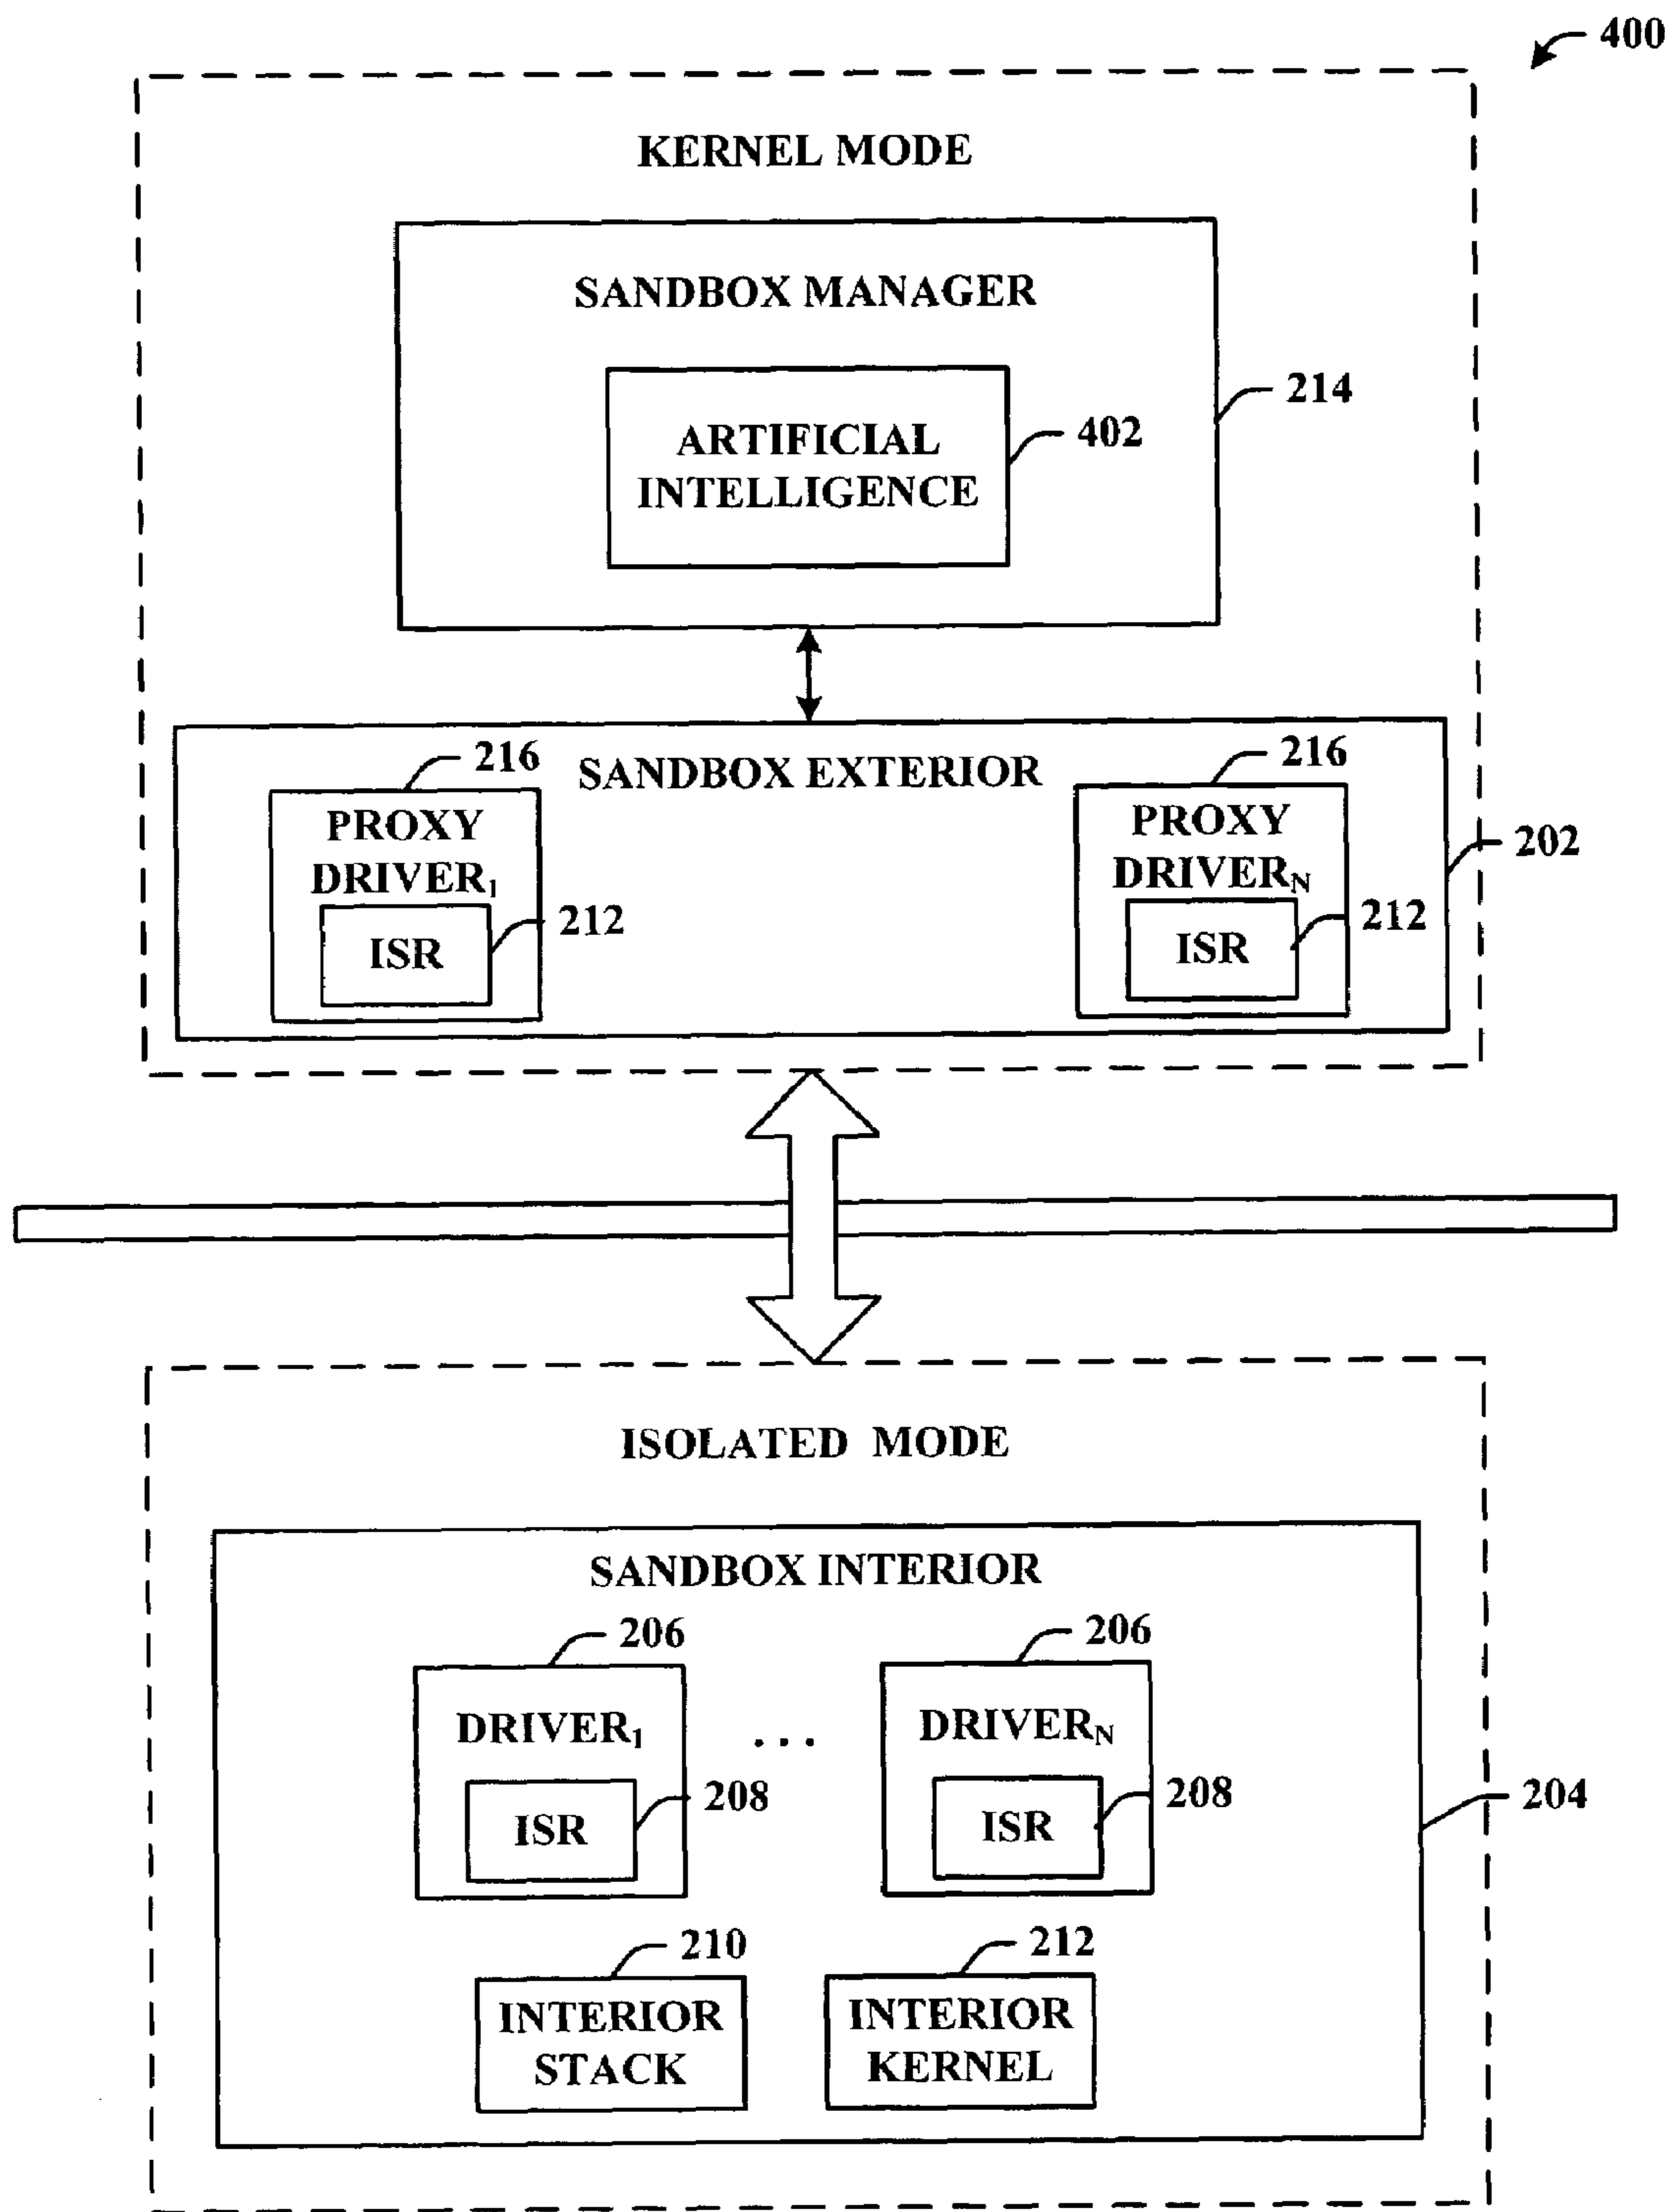 400
KERNEL MODE
SANDBOX MANAGER
214
ARTIFICIAL
INTELLIGENCE
402
216
SANDBOX EXTERIOR
216
PROXY
DRIVER₁
PROXY
DRIVERN
202
ISR
212
ISR
212
ISOLATED MODE
SANDBOX INTERIOR
206
206
DRIVER₁
...
DRIVERN
ISR
208
ISR
208
204
210
212
INTERIOR
STACK
INTERIOR
KERNEL